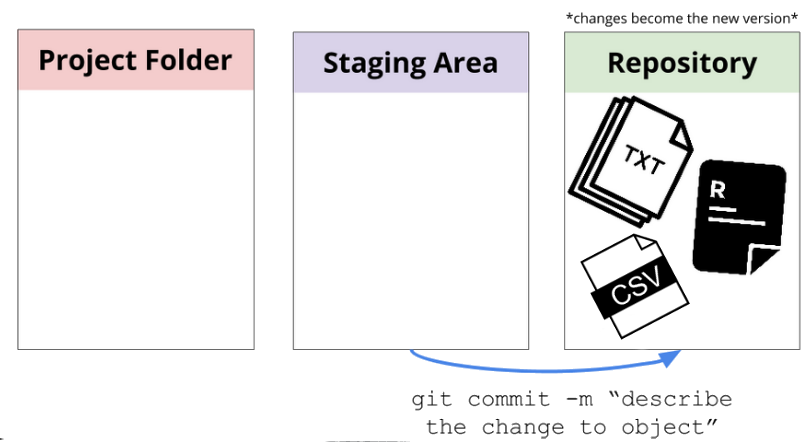 *changes become the new version*
Project Folder
Staging Area
Repository
TXT
R
CSV
git commit -m “describe
the change to object”